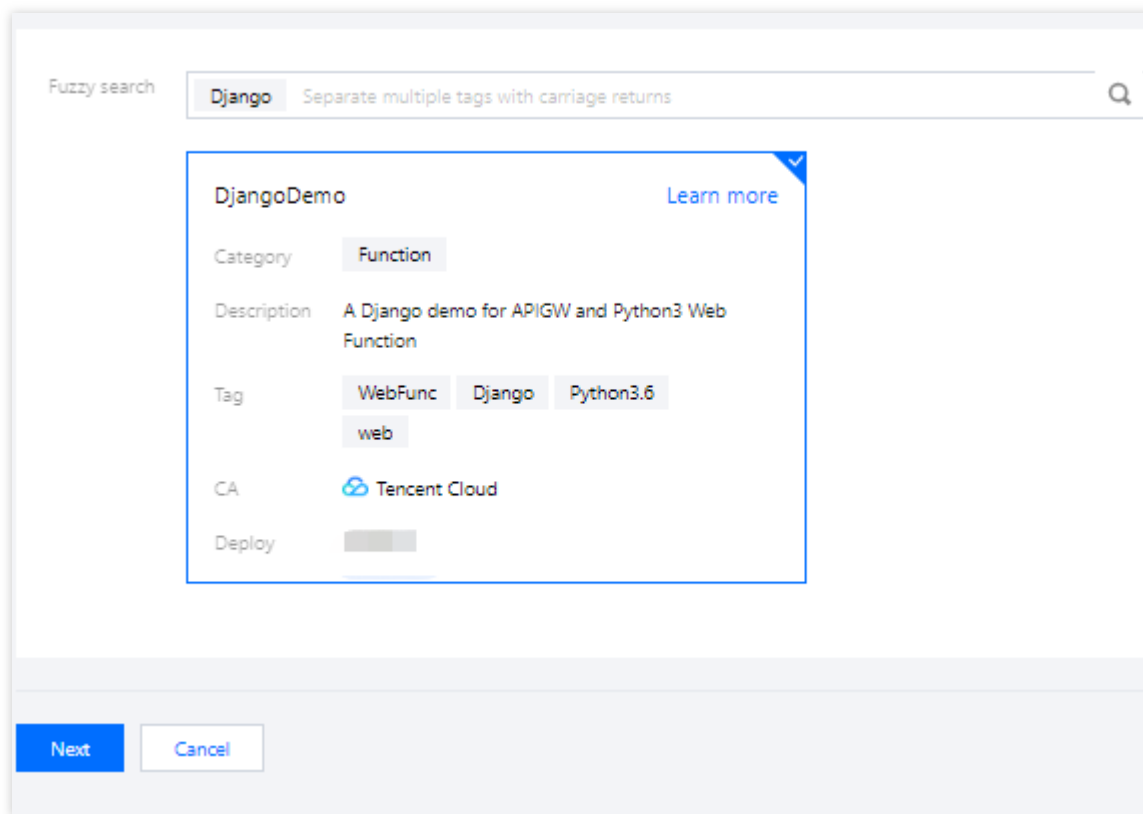 Fuzzy search Django Separate multiple tags with carriage returns
DjangoDemo Learn more
Category Function
Description A Django demo for APIGW and Python3 Web
Function
Tag WebFunc Django Python3.6
web
CA Tencent Cloud
Deploy
Next Cancel